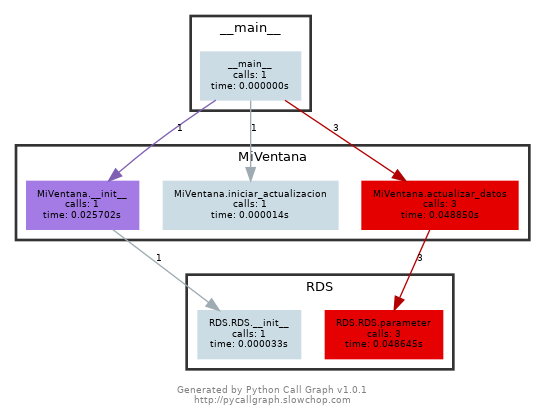 __main__
__main__
calls: 1
time: 0.000000s
1
1
3
MiVentana
MiVentana.__init__
calls: 1
time: 0.025702s
MiVentana.iniciar_actualizacion
calls: 1
time: 0.000014s
MiVentana.actualizar_datos
calls: 3
time: 0.048850s
1
3
RDS
RDS.RDS.__init__
calls: 1
time: 0.000033s
RDS.RDS.parameter
calls: 3
time: 0.048645s
Generated by Python Call Graph v1.0.1
http://pycallgraph.slowchop.com